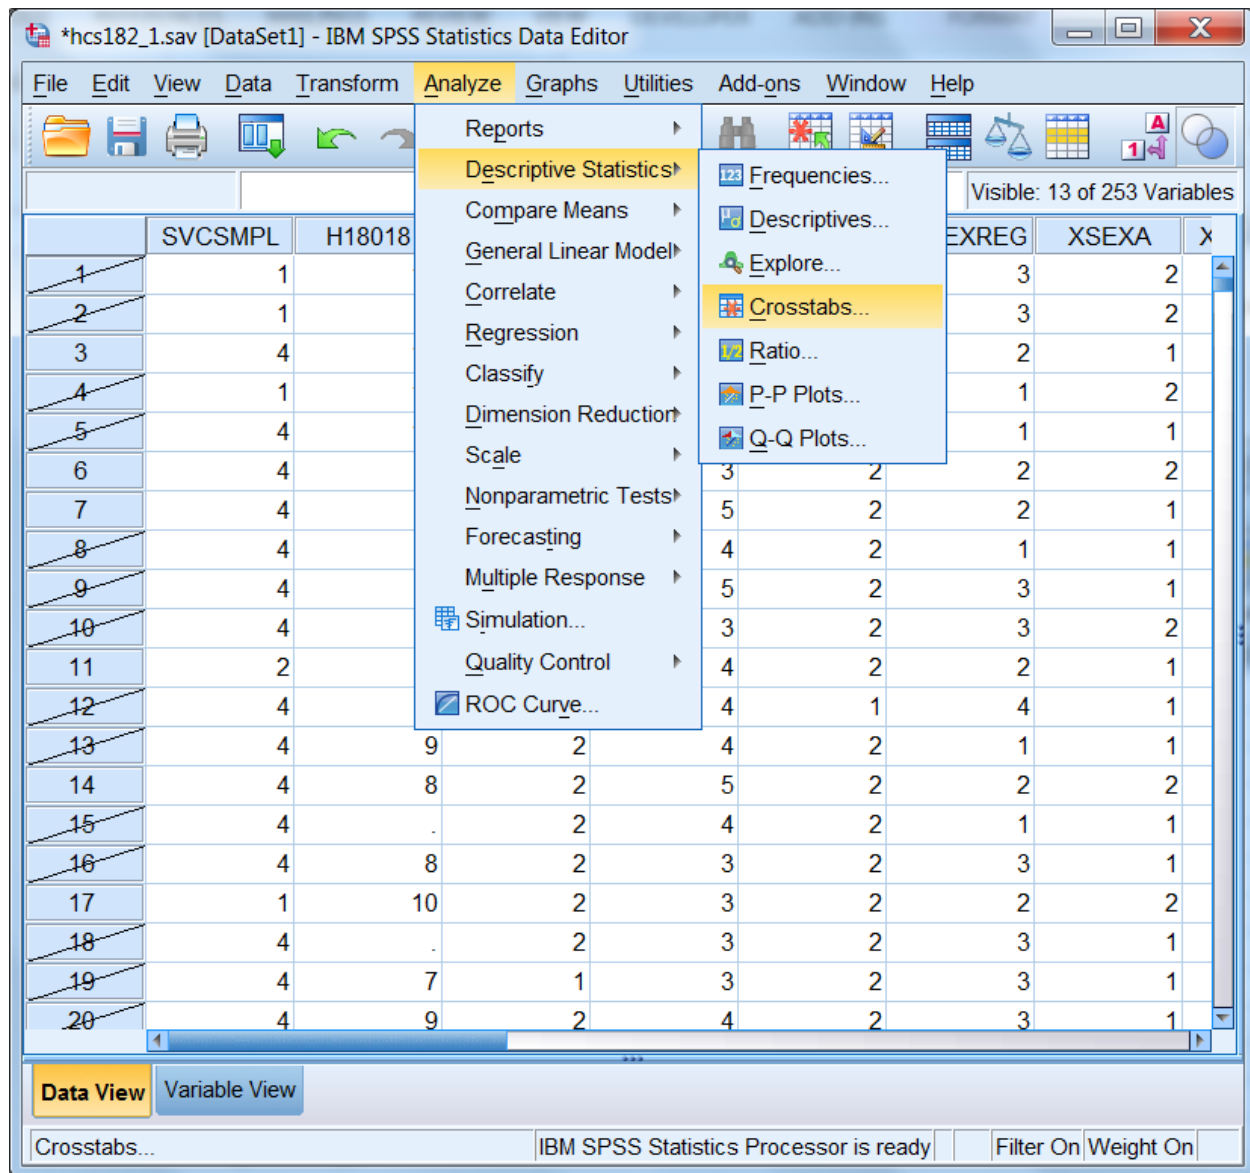 *hcs182_1.sav [DataSet1] - IBM SPSS Statistics Data Editor
File Edit View Data Transform Analyze Graphs Utilities Add-ons Window Help
Reports
Descriptive Statistics
Compare Means
General Linear Model
Correlate
Regression
Classify
Dimension Reduction
Scale
Nonparametric Tests
Forecasting
Multiple Response
Simulation...
Quality Control
ROC Curve...
123 Frequencies...
Descriptives...
Explore...
Crosstabs...
1/2 Ratio...
P-P Plots...
Q-Q Plots...
A
1
Visible: 13 of 253 Variables
SVCSMPL H18018 EXREG XSEXA X
1 1 3 2
2 1 3 2
3 4 2 1
4 1 1 2
5 4 1 1
6 4 3 2 2 2
7 4 5 2 2 1
8 4 4 2 1 1
9 4 5 2 3 1
10 4 3 2 3 2
11 2 4 2 2 1
12 4 4 1 4 1
13 4 9 2 4 2 1 1
14 4 8 2 5 2 2 2
15 4 . 2 4 2 1 1
16 4 8 2 3 2 3 1
17 1 10 2 3 2 2 2
18 4 . 2 3 2 3 1
19 4 7 1 3 2 3 1
20 4 9 2 4 2 3 1
Data View Variable View
Crosstabs... IBM SPSS Statistics Processor is ready Filter On Weight On